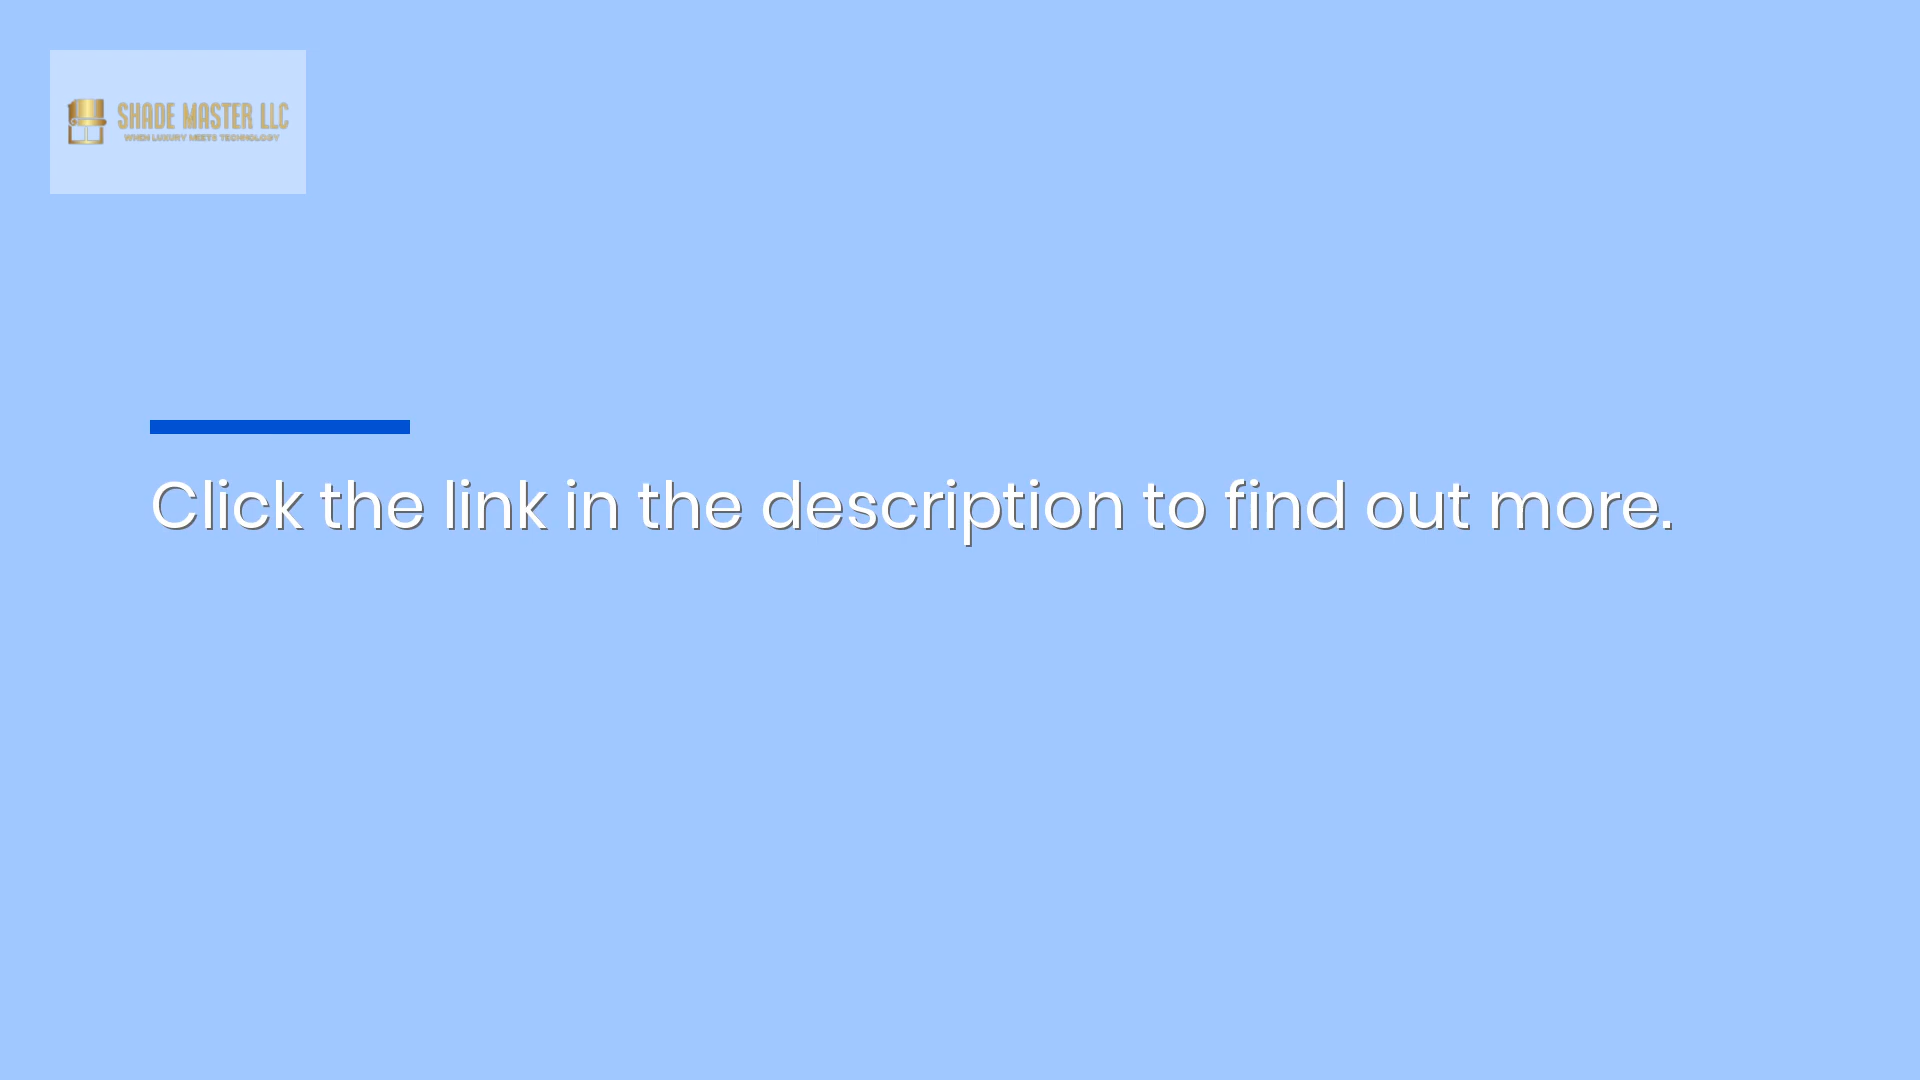 SHADE MASTER LLC
WHEN LUXURY MEETS TECHNOLOGY
Click the link in the description to find out more.